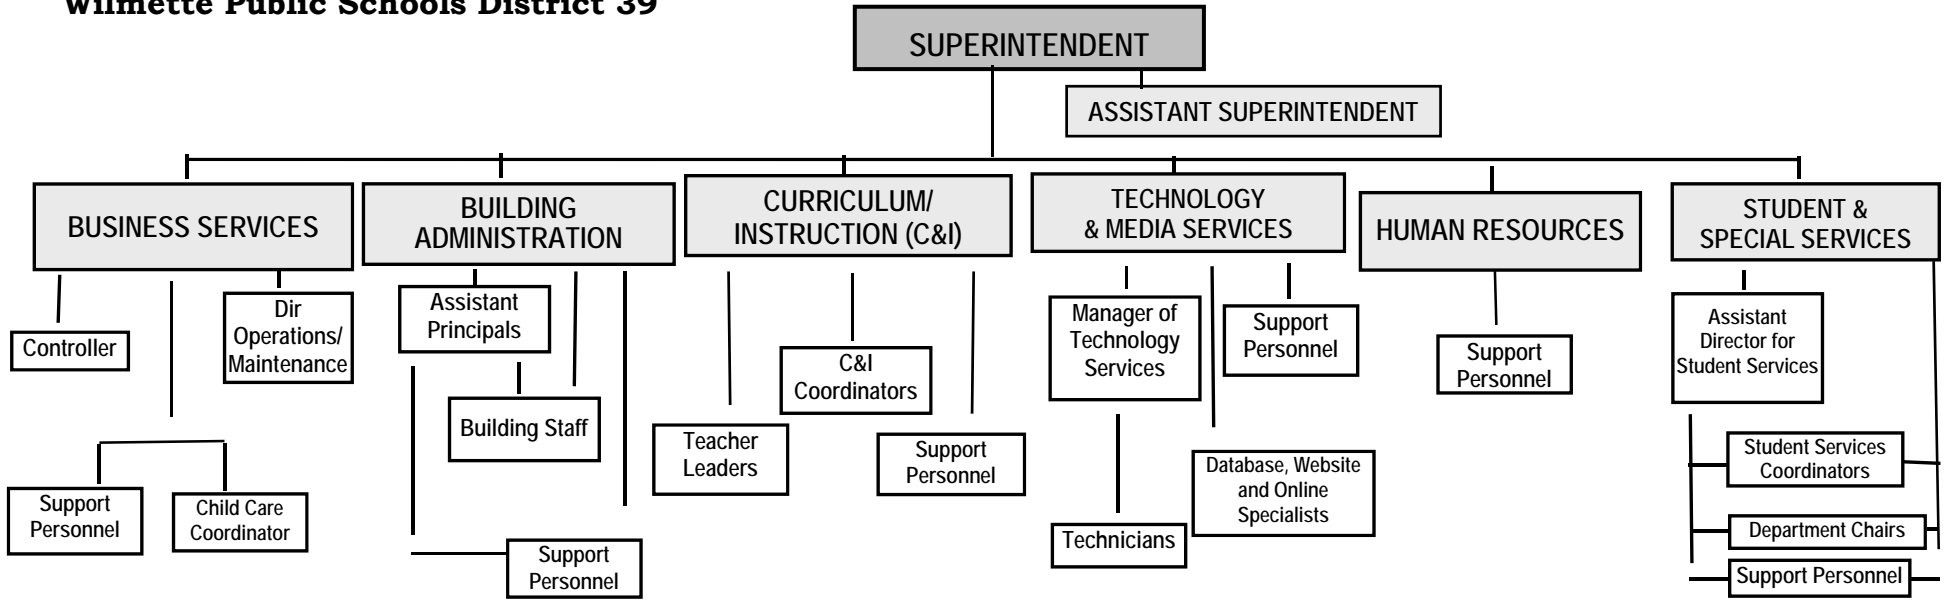 Wilmette Public Schools District 39
SUPERINTENDENT
ASSISTANT SUPERINTENDENT
BUSINESS SERVICES
BUILDING
ADMINISTRATION
CURRICULUM/
INSTRUCTION (C&I)
TECHNOLOGY
& MEDIA SERVICES
HUMAN RESOURCES
STUDENT &
SPECIAL SERVICES
Controller
Dir
Operations/
Maintenance
Support
Personnel
Child Care
Coordinator
Assistant
Principals
Building Staff
Support
Personnel
Teacher
Leaders
C&I
Coordinators
Support
Personnel
Manager of
Technology
Services
Support
Personnel
Technicians
Database, Website
and Online
Specialists
Support
Personnel
Assistant
Director for
Student Services
Student Services
Coordinators
Department Chairs
Support Personnel